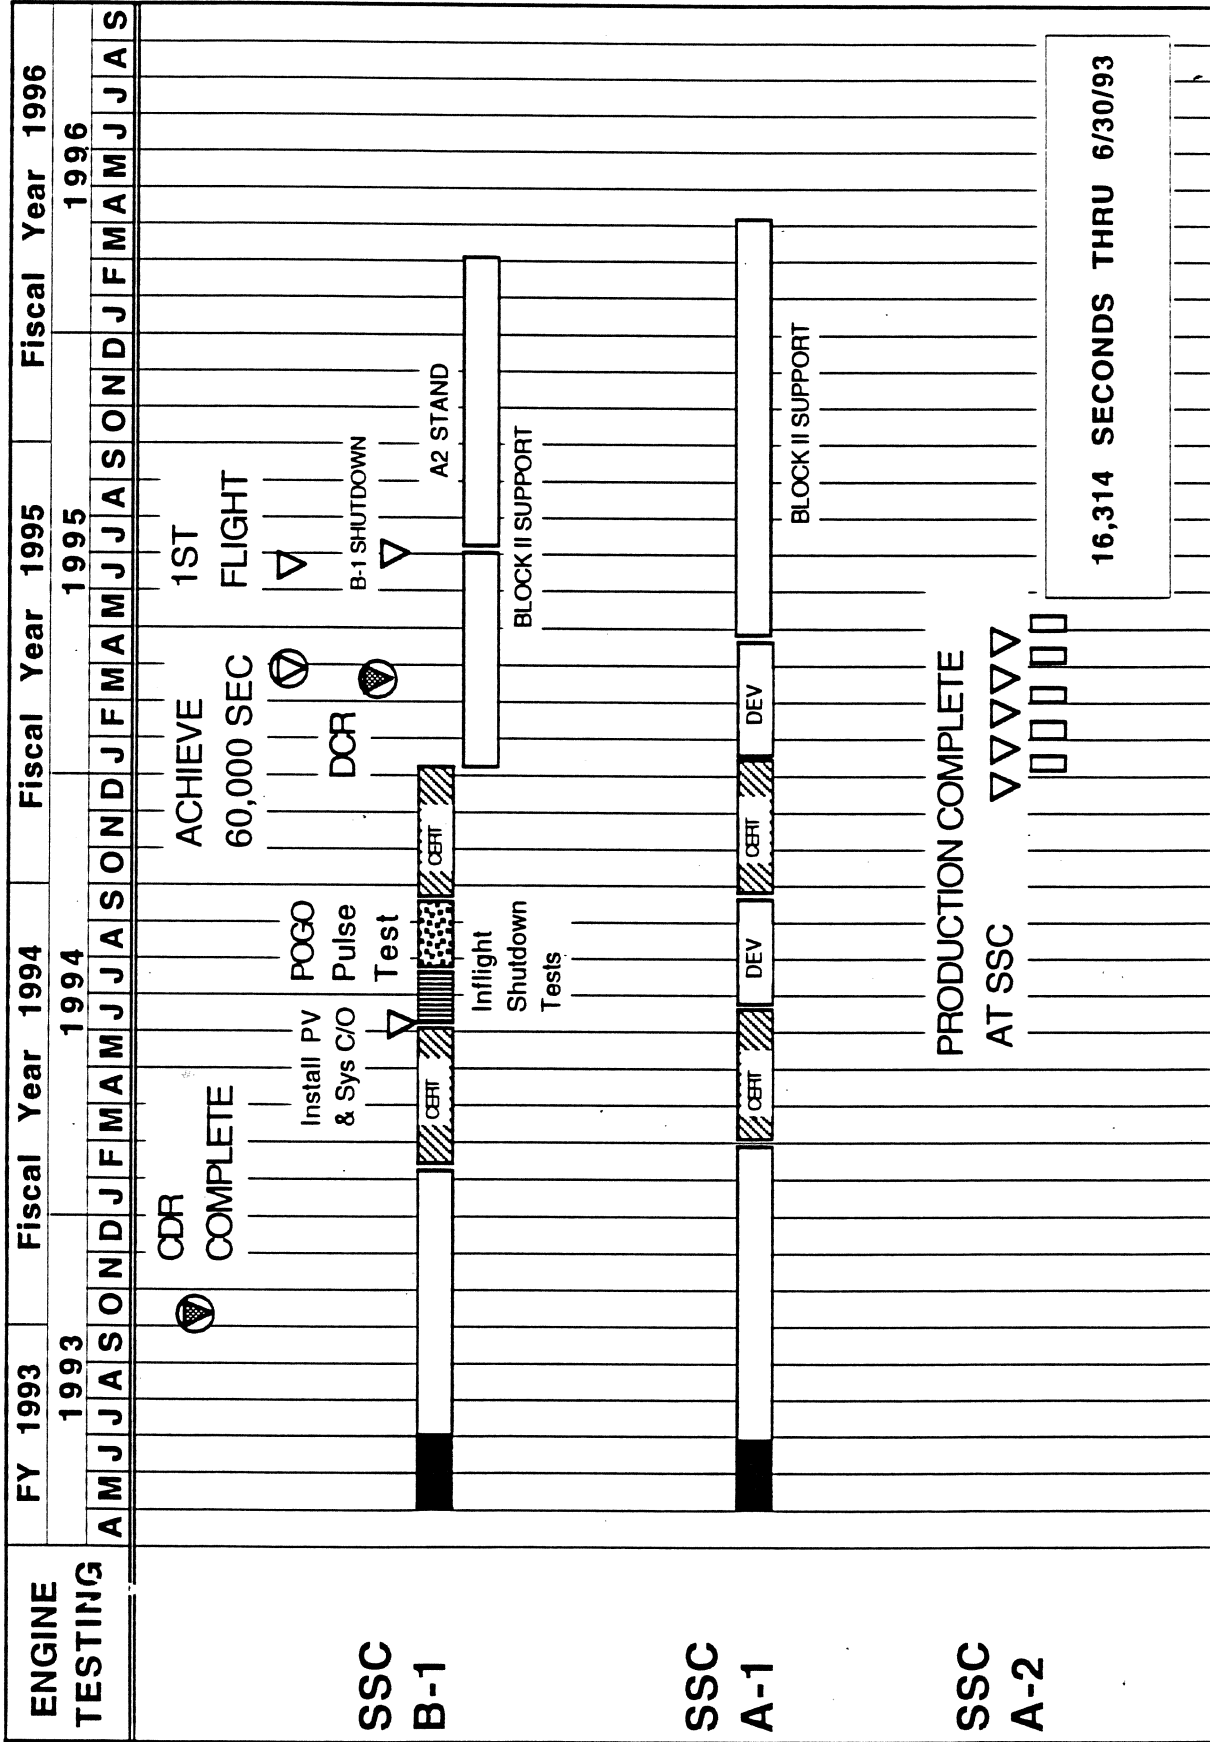 ENGINE
TESTING
FY 1993
Fiscal Year 1994
Fiscal Year 1995
Fiscal Year 1996
1993
1994
1995
1996
A M J J A S O N D J F M A M J J A S O N D J F M A M J J A S O N D J F M A M J J A S
CDR
COMPLETE
ACHIEVE
60,000 SEC
1ST
FLIGHT
DCR
B-1 SHUTDOWN
Install PV
& Sys C/O
POGO
Pulse
Test
A2 STAND
SSC
B-1
CERT
CERT
Inflight
Shutdown
Tests
BLOCK II SUPPORT
SSC
A-1
CERT
DEV
CERT
DEV
BLOCK II SUPPORT
SSC
A-2
PRODUCTION COMPLETE
AT SSC
16,314 SECONDS THRU 6/30/93